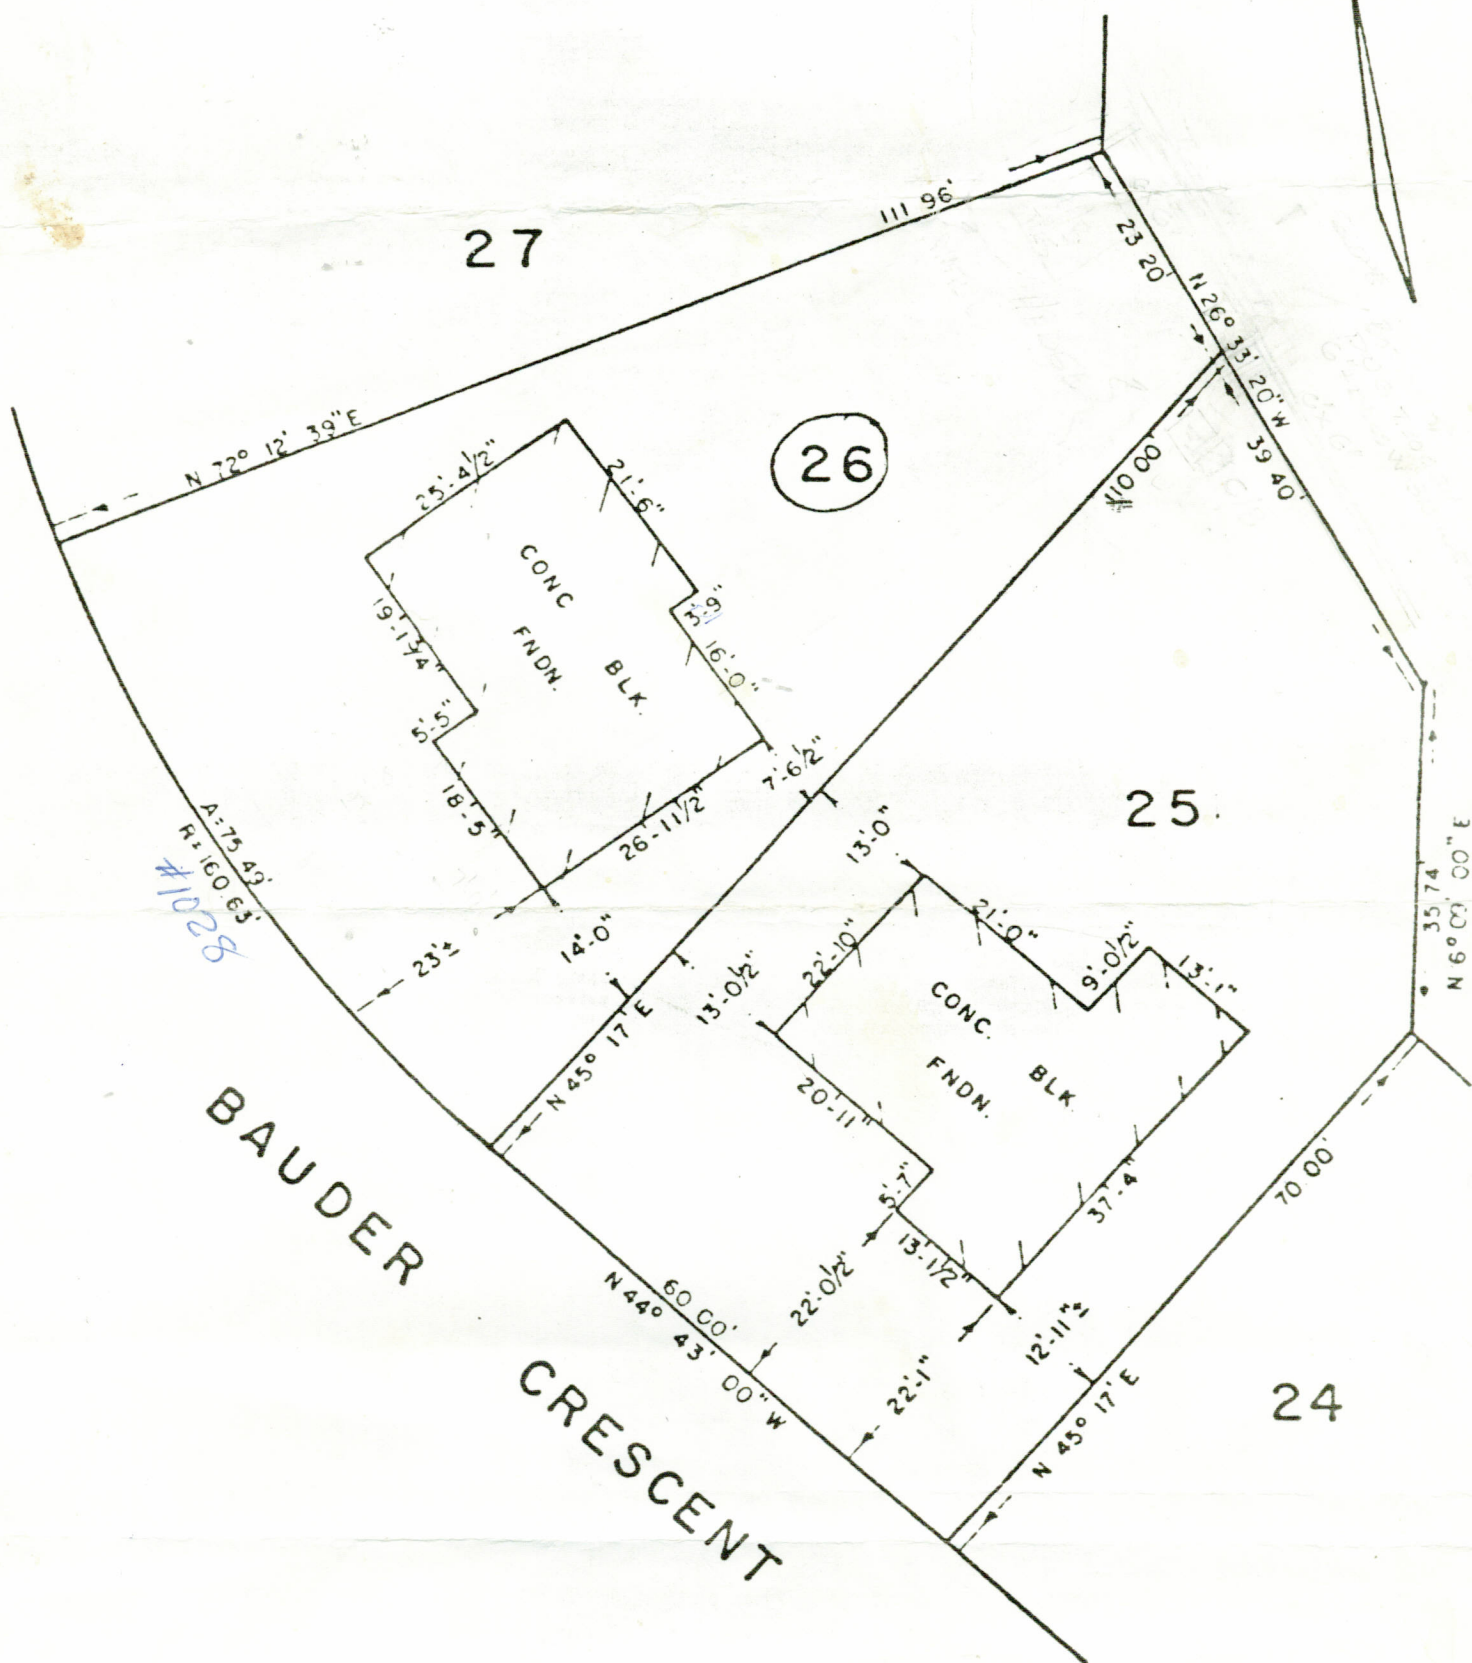 27
111 96'
23 20'
N 26° 33' 20" W
39 40'
N 72° 12' 39" E
26
110 00'
25'-4 1/2"
21'-6"
CONC
BLK.
FNDN.
19'-1 3/4"
16'-0"
5'-5"
18'-5"
26'-11 1/2"
7'-6 1/2"
A=75 49'
R=160 63'
#1028
23'±
14'-0"
25
13'-0"
21'-0"
22'-10"
9'-0 1/2"
13'-1"
13'-0 1/2"
CONC.
BLK
FNDN.
35 74'
N 6° 09' 00" E
N 45° 17' E
20'-11"
5'-7"
37'-4"
13'-1 1/2"
22'-0 1/2"
70 00'
12'-11"±
22'-1"
60 00'
N 44° 43' 00" W
N 45° 17' E
24
BAUDER CRESCENT